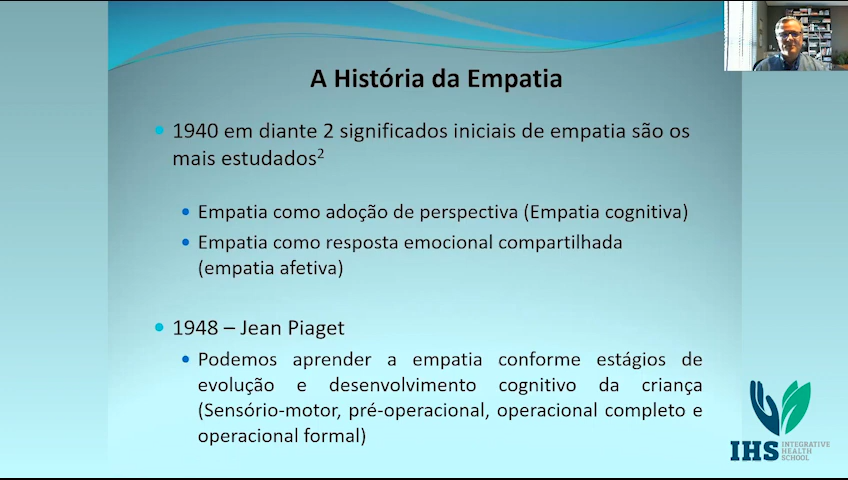 A História da Empatia
1940 em diante 2 significados iniciais de empatia são os
mais estudados2
Empatia como adoção de perspectiva (Empatia cognitiva)
Empatia como resposta emocional compartilhada
(empatia afetiva)
1948 – Jean Piaget
Podemos aprender a empatia conforme estágios de
evolução e desenvolvimento cognitivo da criança
(Sensório-motor, pré-operacional, operacional completo e
operacional formal)
IHS INTEGRATIVE
HEALTH
SCHOOL